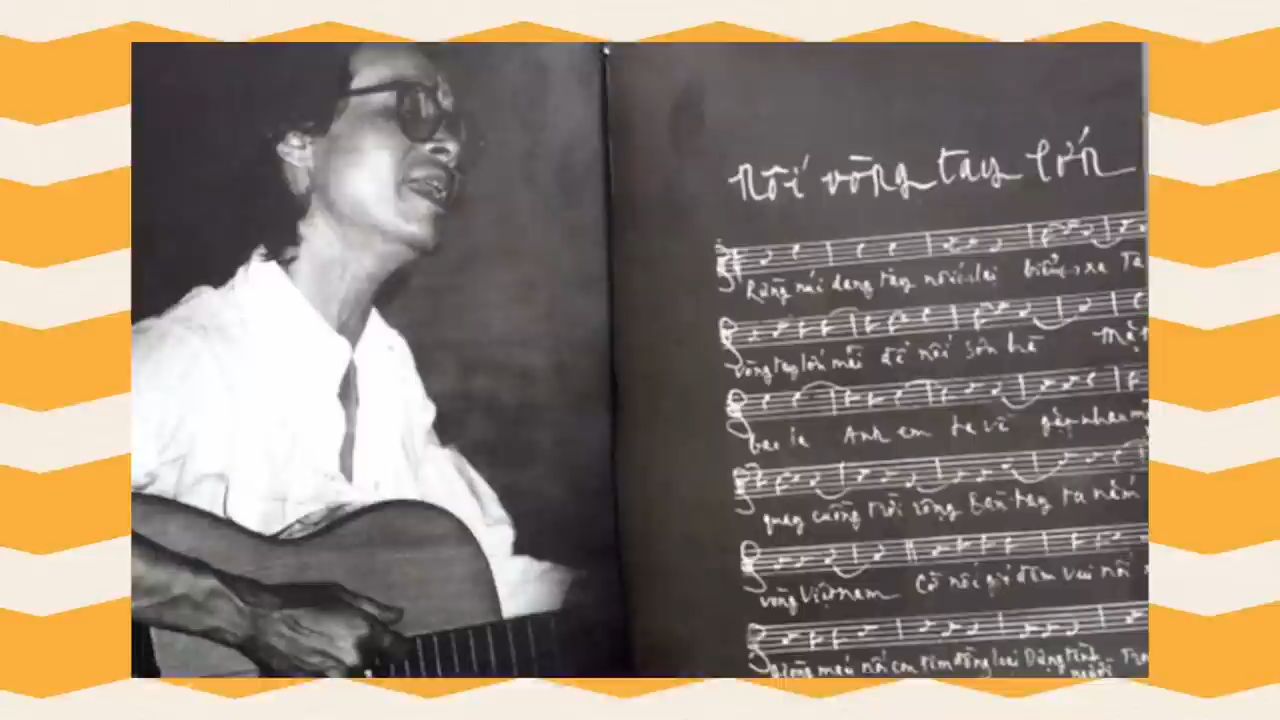 Nối vòng tay lớn
Rừng núi dang tay nối lại biển xa Ta
vòng tay lớn mãi để nối sơn hà Mặt
bao la Anh em ta về gặp nhau
quay cuồng trời rộng Bàn tay ta nắm
vòng Việt Nam Cờ nối gió đêm vui nối
Dòng máu nối con tim đồng loại Dựng tình
người